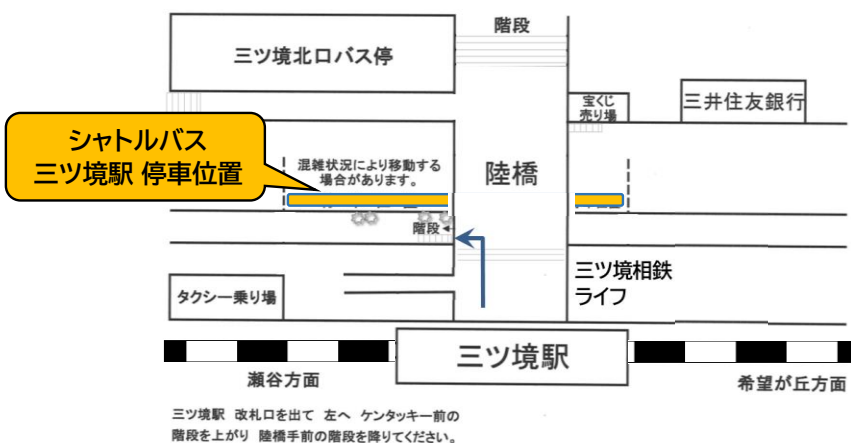 階段
三ツ境北口バス停
宝くじ
売り場
三井住友銀行
シャトルバス
三ツ境駅 停車位置
混雑状況により移動する
場合があります。
陸橋
階段
三ツ境相鉄
ライフ
タクシー乗り場
三ツ境駅
瀬谷方面
希望が丘方面
三ツ境駅 改札口を出て 左へ ケンタッキー前の
階段を上がり 陸橋手前の階段を降りてください。